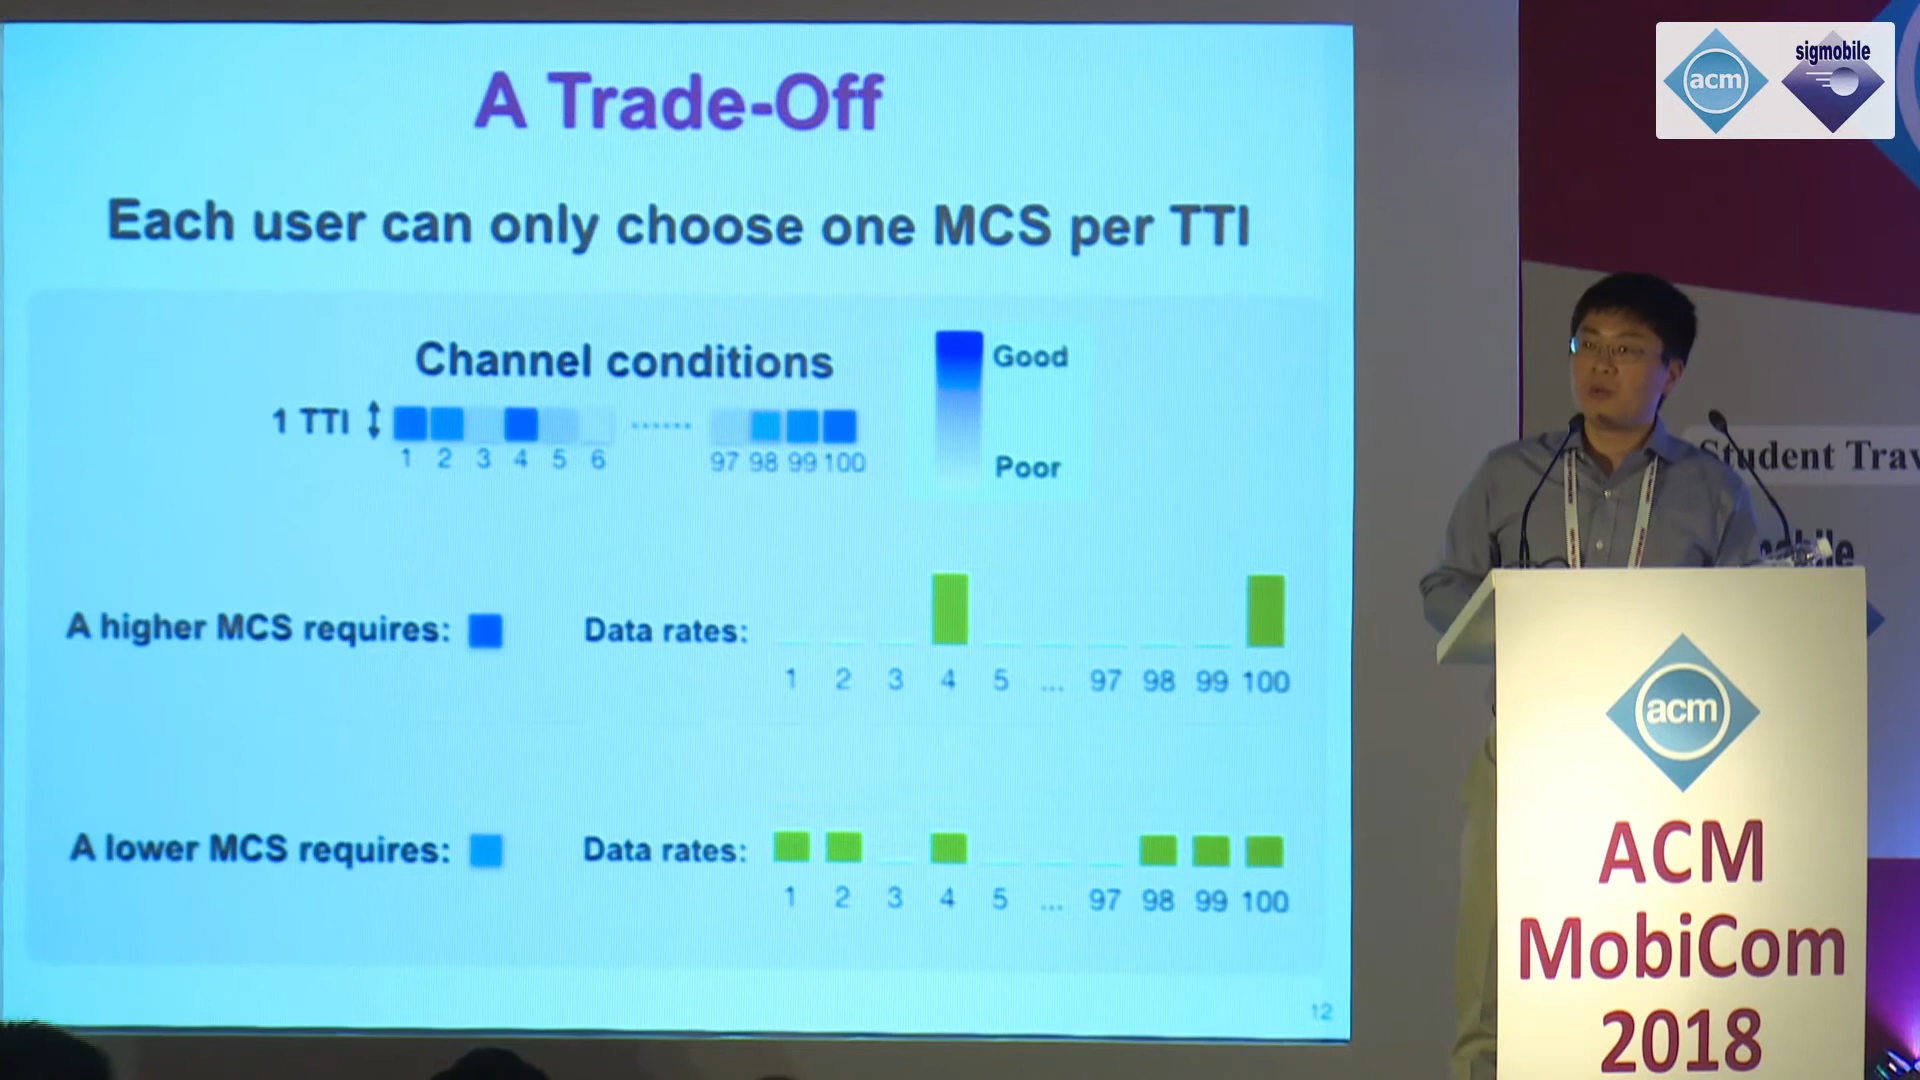 A Trade-Off
Each user can only choose one MCS per TTI
Channel conditions
Good
Poor
1 TTI
1 2 3 4 5 6 ...... 97 98 99 100
A higher MCS requires:
Data rates:
1 2 3 4 5 ... 97 98 99 100
A lower MCS requires:
Data rates:
1 2 3 4 5 ... 97 98 99 100
12
acm
sigmobile
Student Trav
mobile
acm
ACM
MobiCom
2018